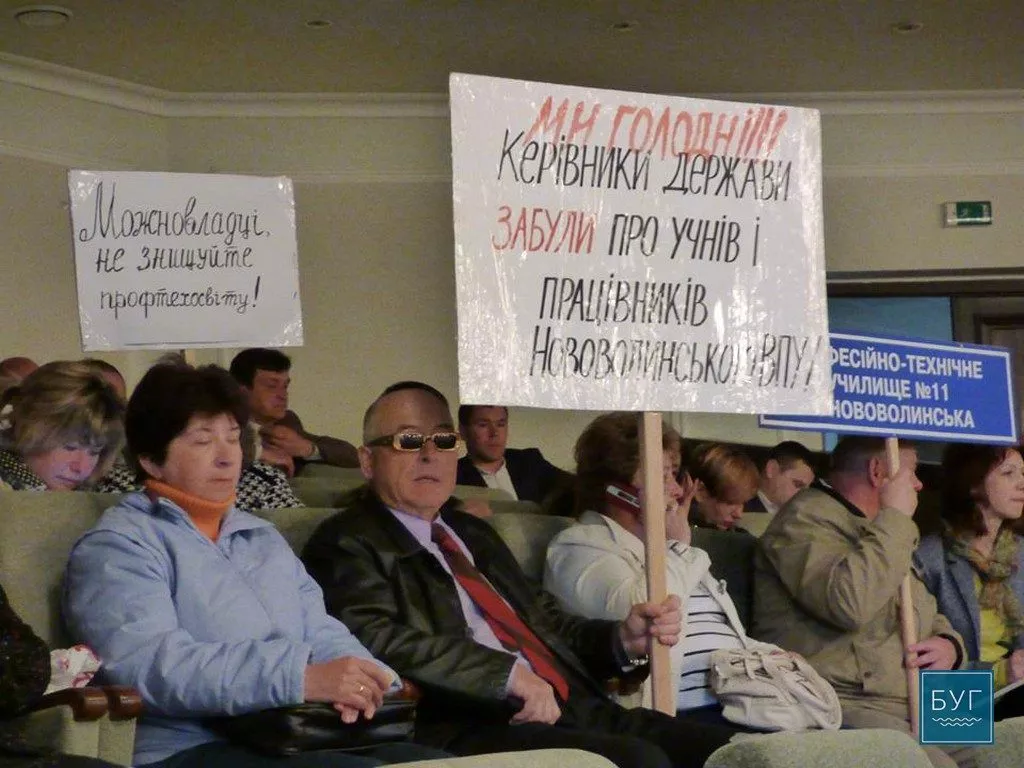 Можновладці,
не знищуйте
профтехосвіту!
МИ ГОЛОДНІ!!!
Керівники держави
забули про учнів і
працівників
Нововолинського ВПУ!
ФЕСІЙНО-ТЕХНІЧНЕ
УЧИЛИЩЕ №11
НОВОВОЛИНСЬКА
БУГ